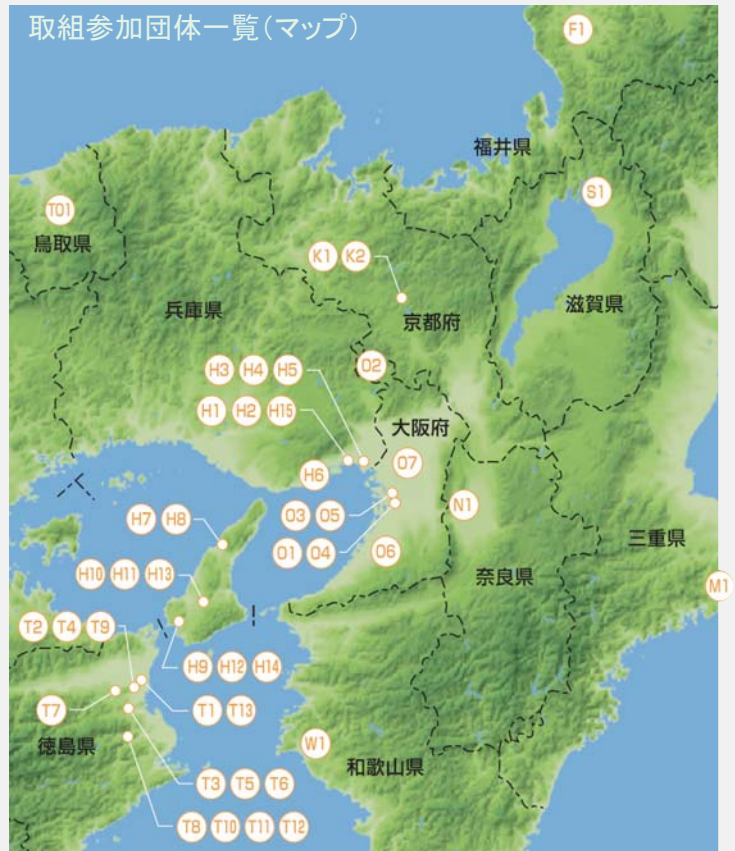 取組参加団体一覧(マップ)
F1
福井県
S1
TO1
鳥取県
K1 K2
滋賀県
兵庫県
京都府
H3 H4 H5
O2
H1 H2 H15
大阪府
H6
O7
O3 O5
N1
H7 H8
三重県
O1 O4
O6
H10 H11 H13
奈良県
M1
T2 T4 T9
H9 H12 H14
T7
T1 T13
徳島県
W1
和歌山県
T3 T5 T6
T8 T10 T11 T12